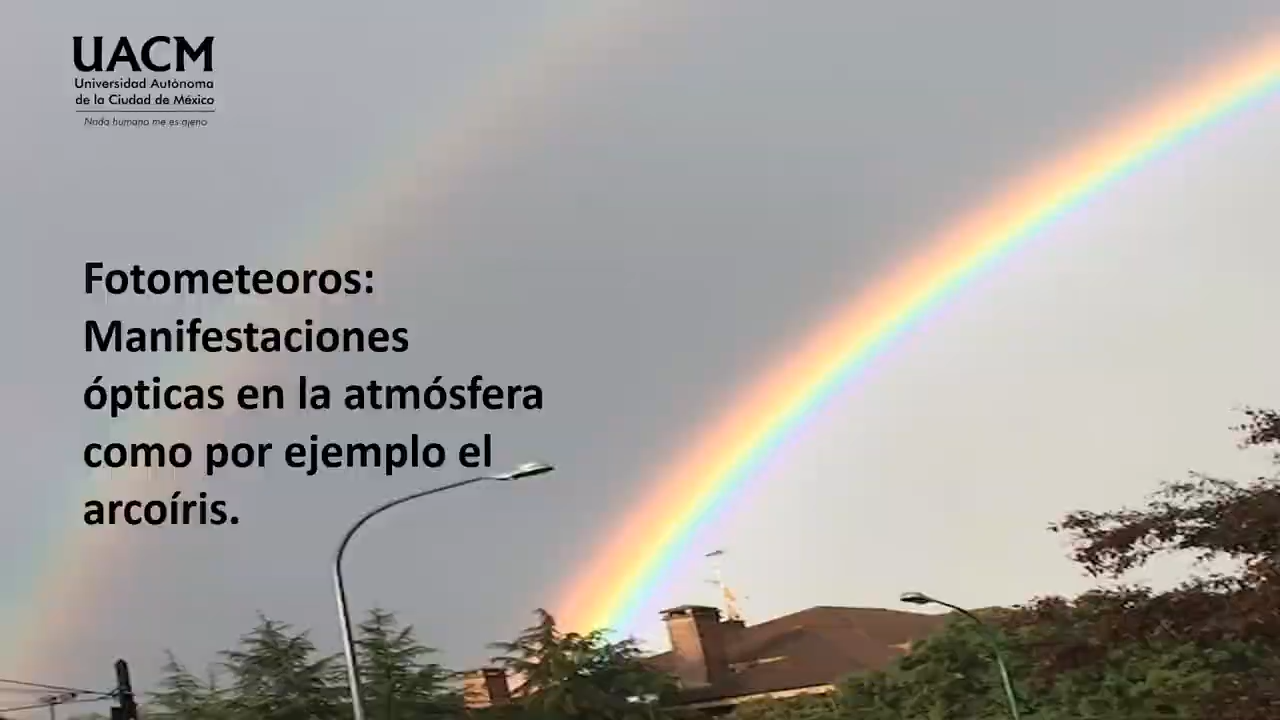 UACM
Universidad Autónoma
de la Ciudad de México
Nada humano me es ajeno
Fotometeoros:
Manifestaciones
ópticas en la atmósfera
como por ejemplo el
arcoíris.